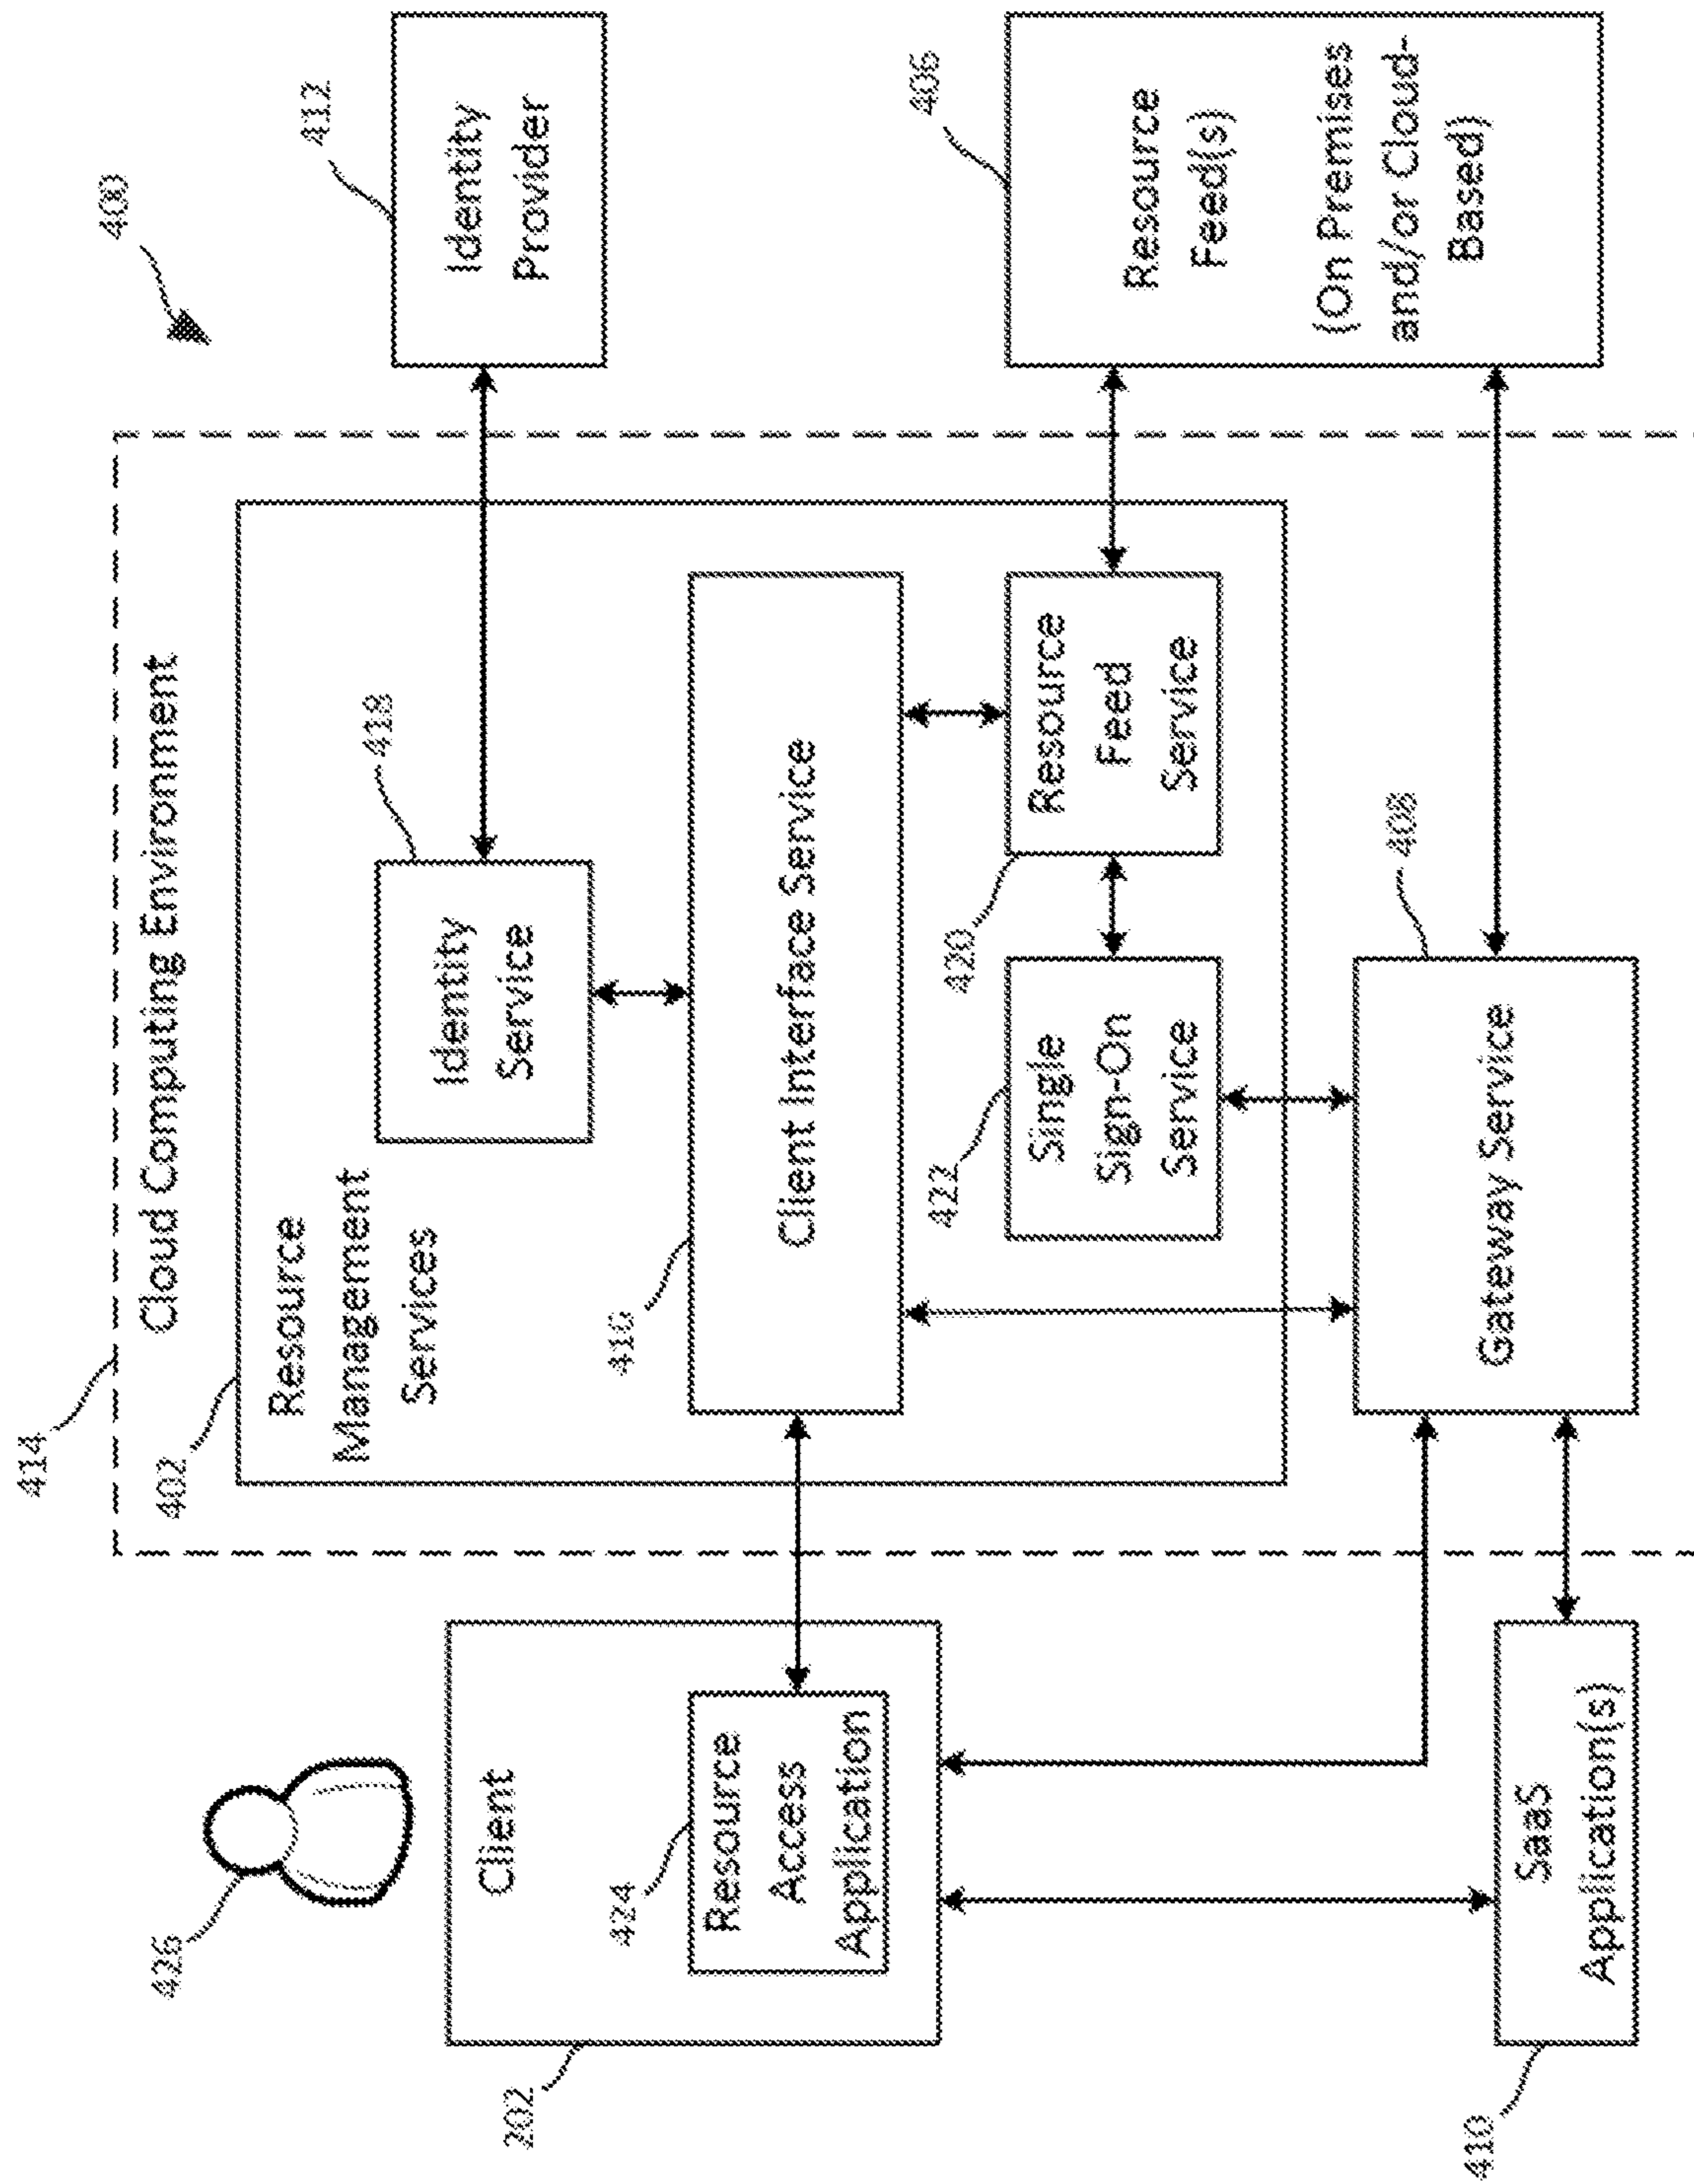 414
400
Cloud Computing Environment
402
426
412
Resource
Management
Services
418
Identity
Service
Identity
Provider
Client
202
424
Resource
Access
Application
416
Client Interface Service
422
Single
Sign-On
Service
420
Resource
Feed
Service
406
Resource
Feed(s)
(On Premises
and/or Cloud-
Based)
408
Gateway Service
410
SaaS
Application(s)